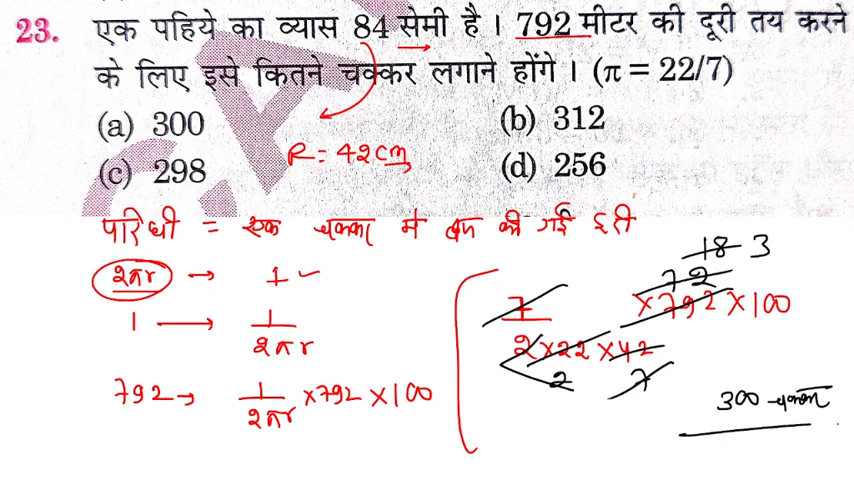 23. एक पहिये का व्यास 84 सेमी है। 792 मीटर की दूरी तय करने
के लिए इसे कितने चक्कर लगाने होंगे। (π = 22/7)
(a) 300 (b) 312
R = 42cm
(c) 298 (d) 256
परिधी = एक चक्कर में तय की गई दूरी
2πr → 1
1 → 1/2πr
792 → 1/2πr × 792 × 100
18 3
72
7 × 792 × 100
2 × 22 × 42
2 7
300 चक्कर